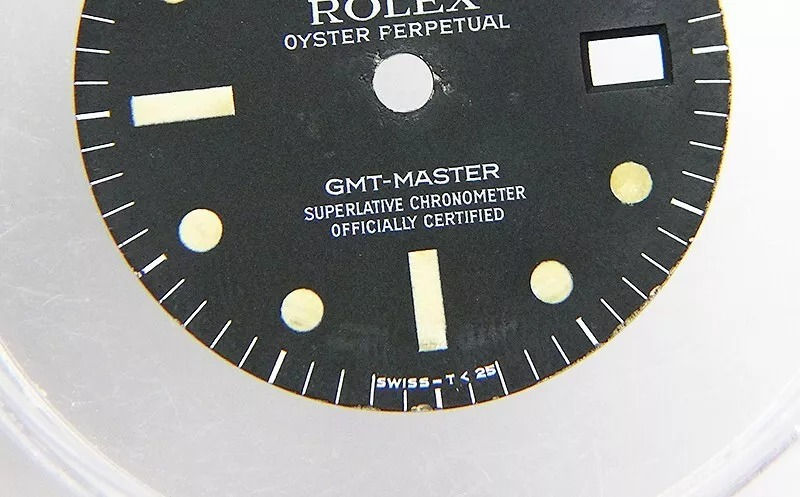 ROLEX
OYSTER PERPETUAL
GMT-MASTER
SUPERLATIVE CHRONOMETER
OFFICIALLY CERTIFIED
SWISS-T<25